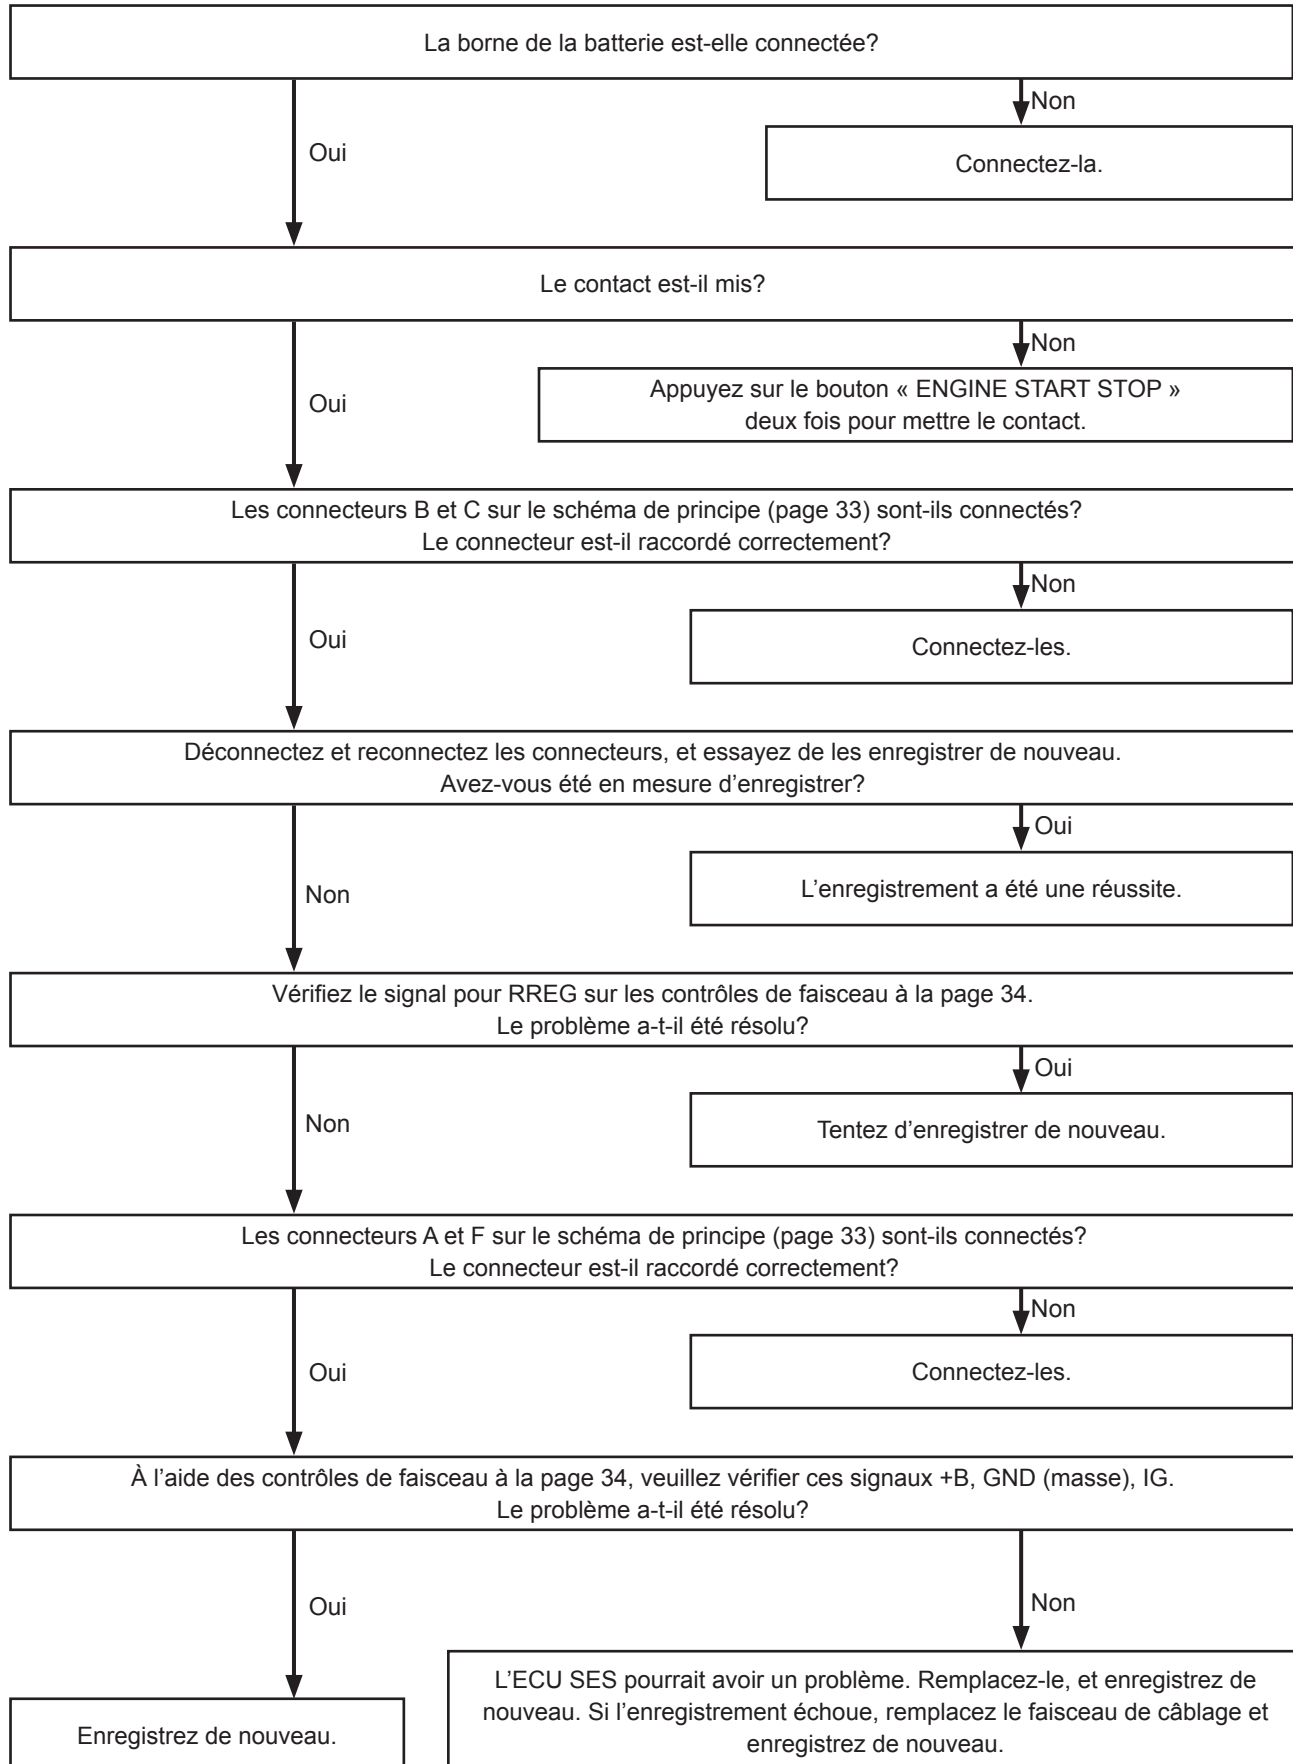 La borne de la batterie est-elle connectée?
Non
Oui
Connectez-la.
Le contact est-il mis?
Non
Oui
Appuyez sur le bouton « ENGINE START STOP »
deux fois pour mettre le contact.
Les connecteurs B et C sur le schéma de principe (page 33) sont-ils connectés?
Le connecteur est-il raccordé correctement?
Non
Oui
Connectez-les.
Déconnectez et reconnectez les connecteurs, et essayez de les enregistrer de nouveau.
Avez-vous été en mesure d’enregistrer?
Oui
Non
L’enregistrement a été une réussite.
Vérifiez le signal pour RREG sur les contrôles de faisceau à la page 34.
Le problème a-t-il été résolu?
Oui
Non
Tentez d’enregistrer de nouveau.
Les connecteurs A et F sur le schéma de principe (page 33) sont-ils connectés?
Le connecteur est-il raccordé correctement?
Non
Oui
Connectez-les.
À l’aide des contrôles de faisceau à la page 34, veuillez vérifier ces signaux +B, GND (masse), IG.
Le problème a-t-il été résolu?
Oui
Non
Enregistrez de nouveau.
L’ECU SES pourrait avoir un problème. Remplacez-le, et enregistrez de
nouveau. Si l’enregistrement échoue, remplacez le faisceau de câblage et
enregistrez de nouveau.